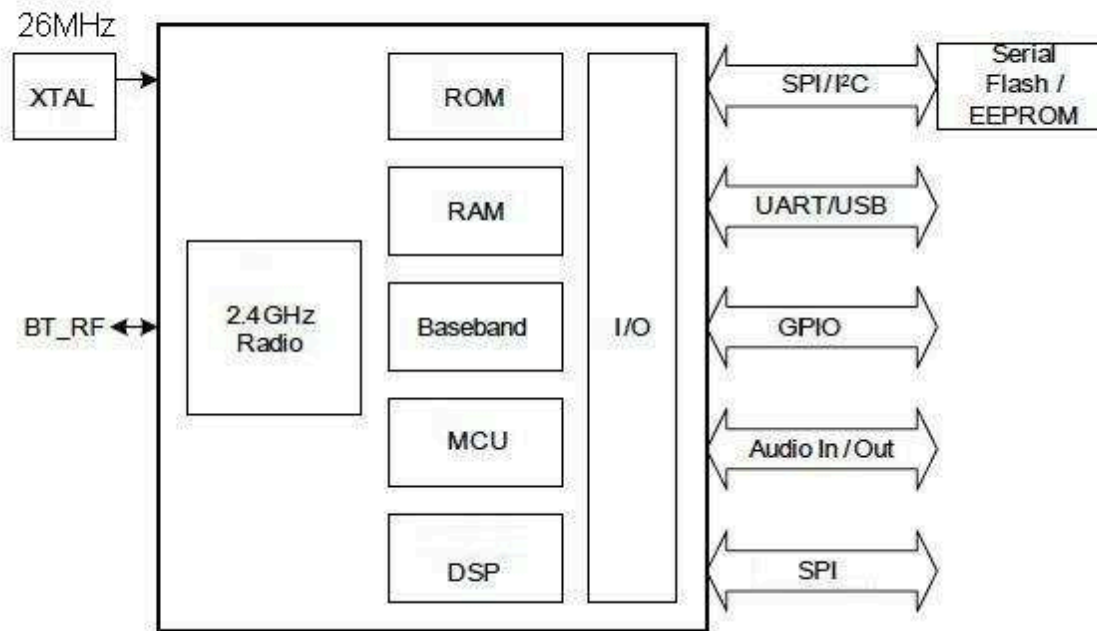 26MHz
XTAL
BT_RF
2.4GHz
Radio
ROM
RAM
Baseband
MCU
DSP
I/O
SPI/I²C
UART/USB
GPIO
Audio In/Out
SPI
Serial
Flash /
EEPROM